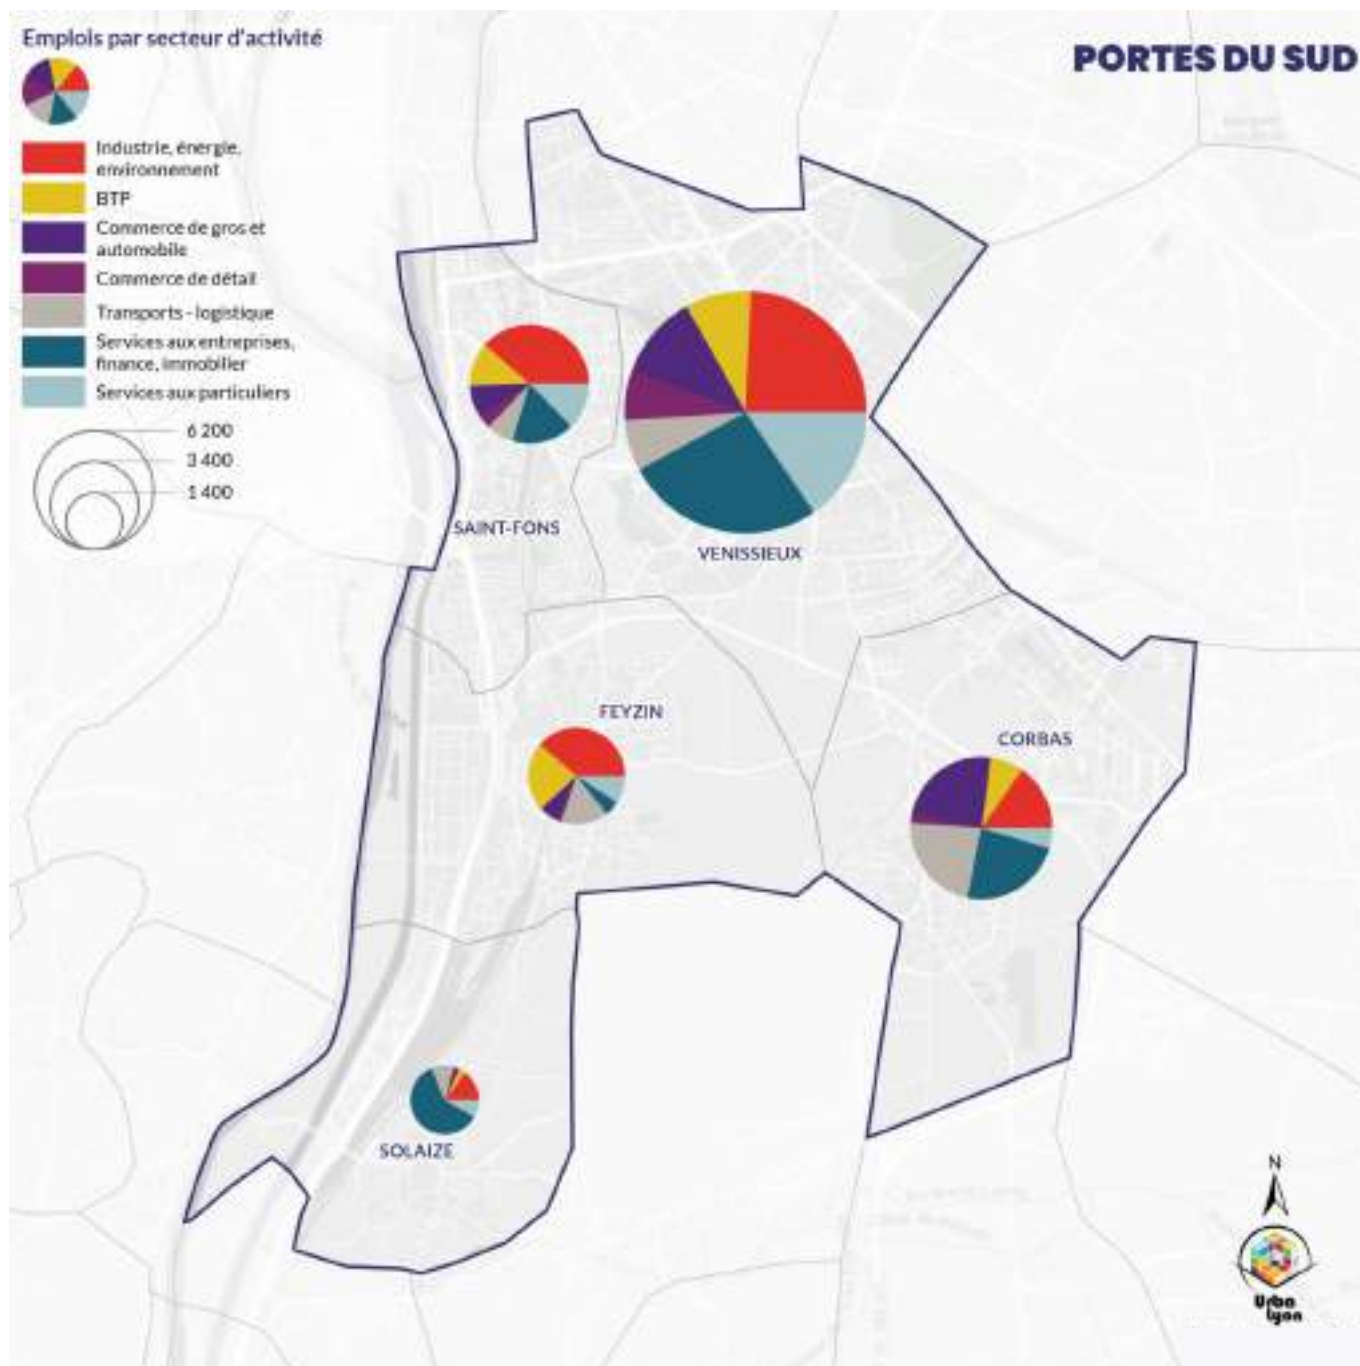 Emplois par secteur d'activité
PORTES DU SUD
Industrie, énergie,
environnement
BTP
Commerce de gros et
automobile
Commerce de détail
Transports - logistique
Services aux entreprises,
finance, immobilier
Services aux particuliers
6 200
3 400
1 400
SAINT-FONS
VENISSIEUX
FEYZIN
CORBAS
SOLAIZE
N
Urba
Lyon